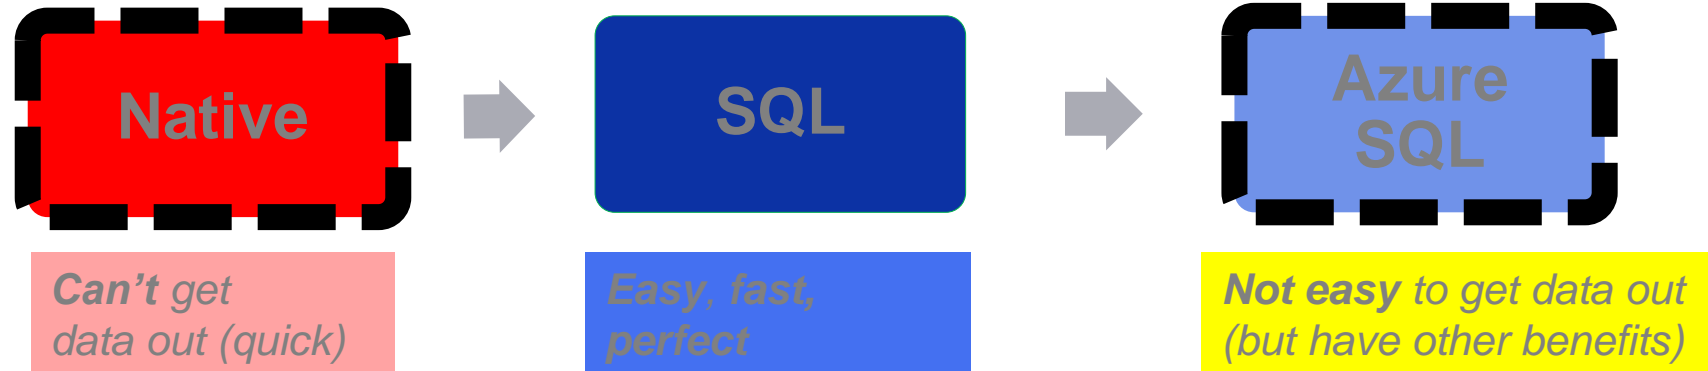 Native
SQL
Azure
SQL
Can’t get
data out (quick)
Easy, fast,
perfect
Not easy to get data out
(but have other benefits)